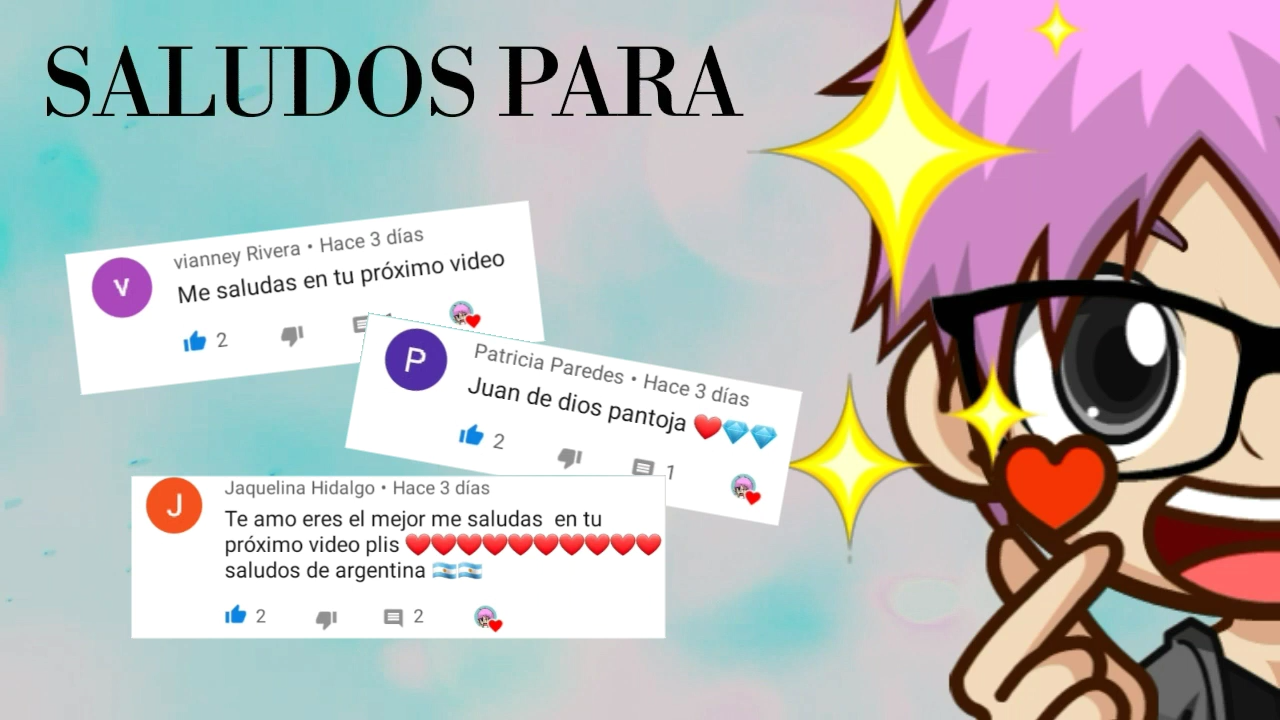 SALUDOS PARA
V
vianney Rivera • Hace 3 días
Me saludas en tu próximo video
2
P
Patricia Paredes • Hace 3 días
Juan de dios pantoja ❤️💎💎
2
1
J
Jaquelina Hidalgo • Hace 3 días
Te amo eres el mejor me saludas en tu
próximo video plis ❤️❤️❤️❤️❤️❤️❤️❤️❤️❤️
saludos de argentina 🇦🇷🇦🇷
2
2